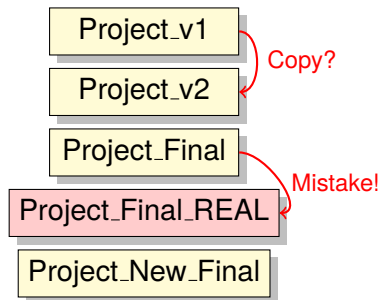 Project_v1
Copy?
Project_v2
Project_Final
Mistake!
Project_Final_REAL
Project_New_Final